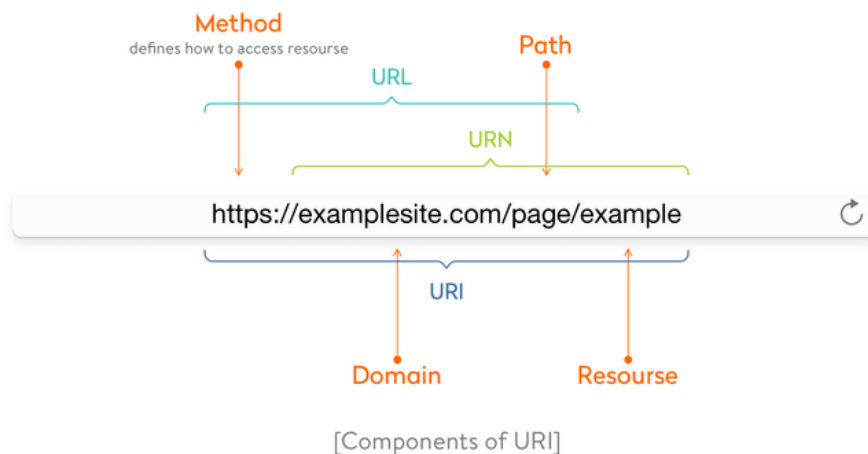 Method
defines how to access resourse
Path
URL
URN
https://examplesite.com/page/example
URI
Domain
Resourse
[Components of URI]